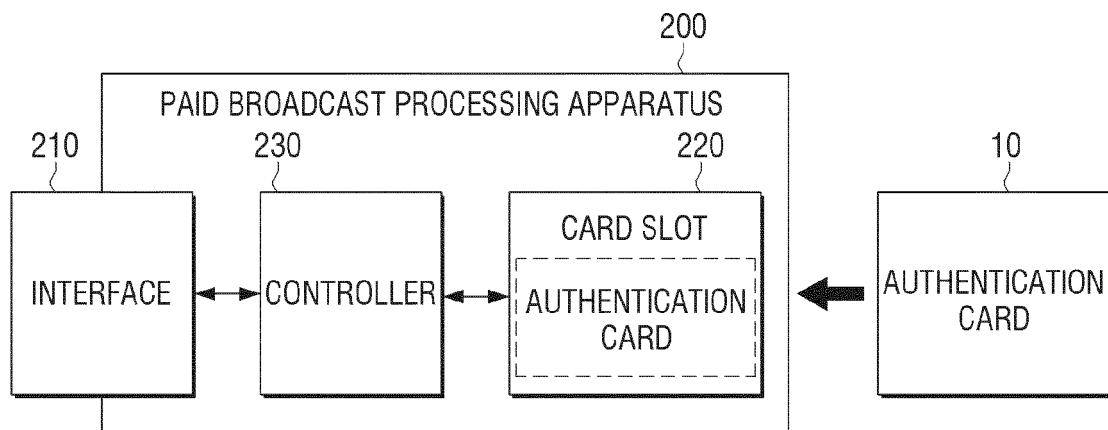 200
PAID BROADCAST PROCESSING APPARATUS
210
230
220
10
INTERFACE
CONTROLLER
CARD SLOT
AUTHENTICATION
CARD
AUTHENTICATION
CARD